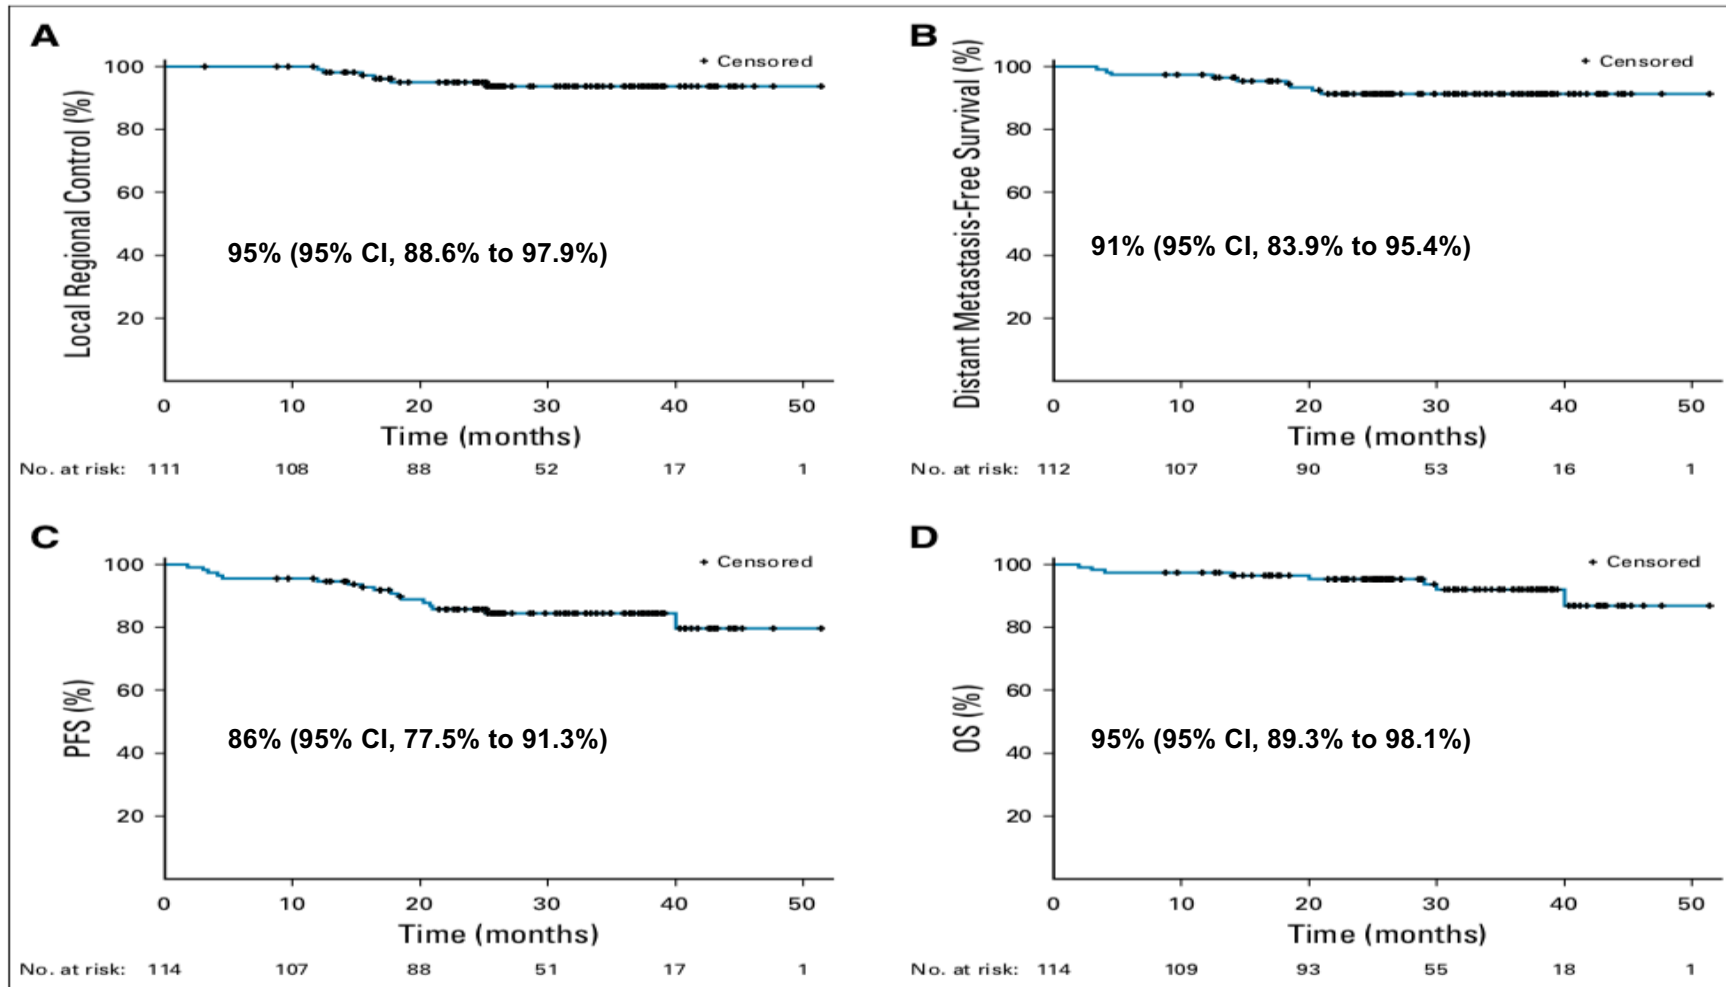 A
Censored
Local Regional Control (%)
100
80
60
40
20
95% (95% CI, 88.6% to 97.9%)
0 10 20 30 40 50
Time (months)
No. at risk: 111 108 88 52 17 1
B
Censored
Distant Metastasis-Free Survival (%)
100
80
60
40
20
91% (95% CI, 83.9% to 95.4%)
0 10 20 30 40 50
Time (months)
No. at risk: 112 107 90 53 16 1
C
Censored
PFS (%)
100
80
60
40
20
86% (95% CI, 77.5% to 91.3%)
0 10 20 30 40 50
Time (months)
No. at risk: 114 107 88 51 17 1
D
Censored
OS (%)
100
80
60
40
20
95% (95% CI, 89.3% to 98.1%)
0 10 20 30 40 50
Time (months)
No. at risk: 114 109 93 55 18 1